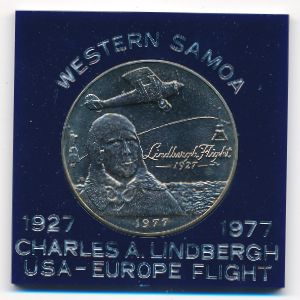 WESTERN SAMOA
Lindbergh Flight
1927
1977
1927 1977
CHARLES A. LINDBERGH
USA-EUROPE FLIGHT